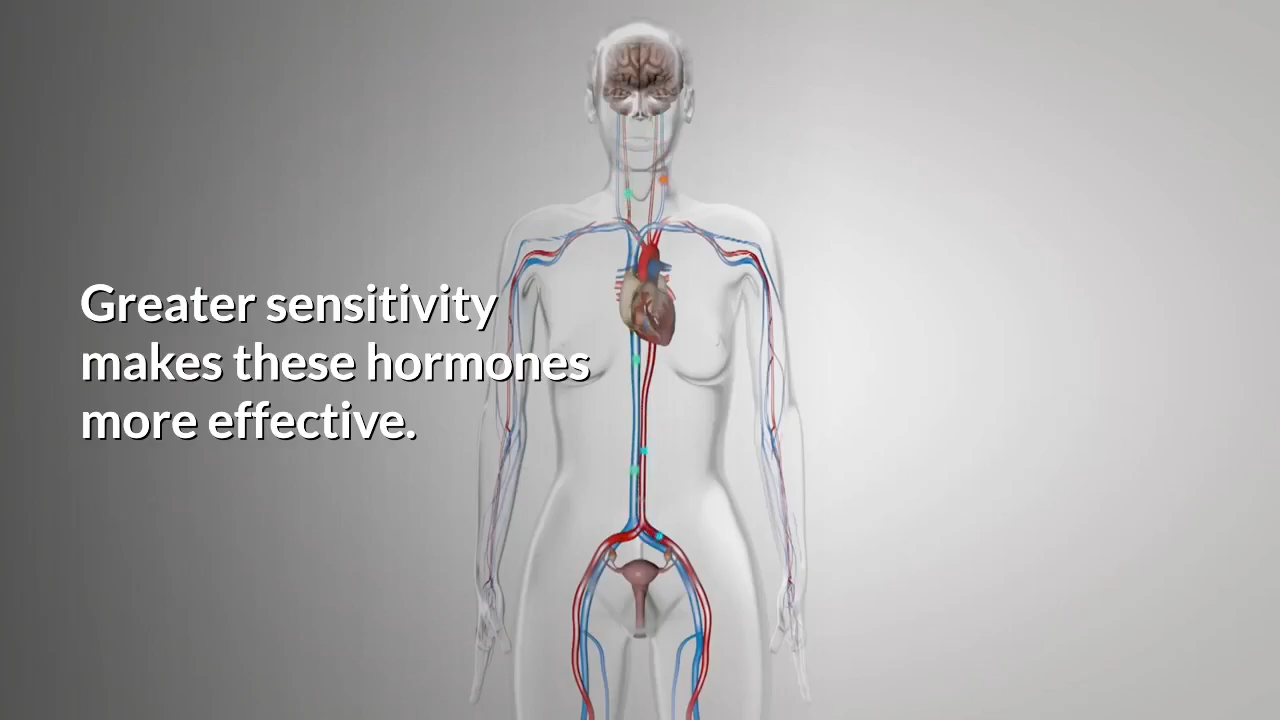 Greater sensitivity
makes these hormones
more effective.